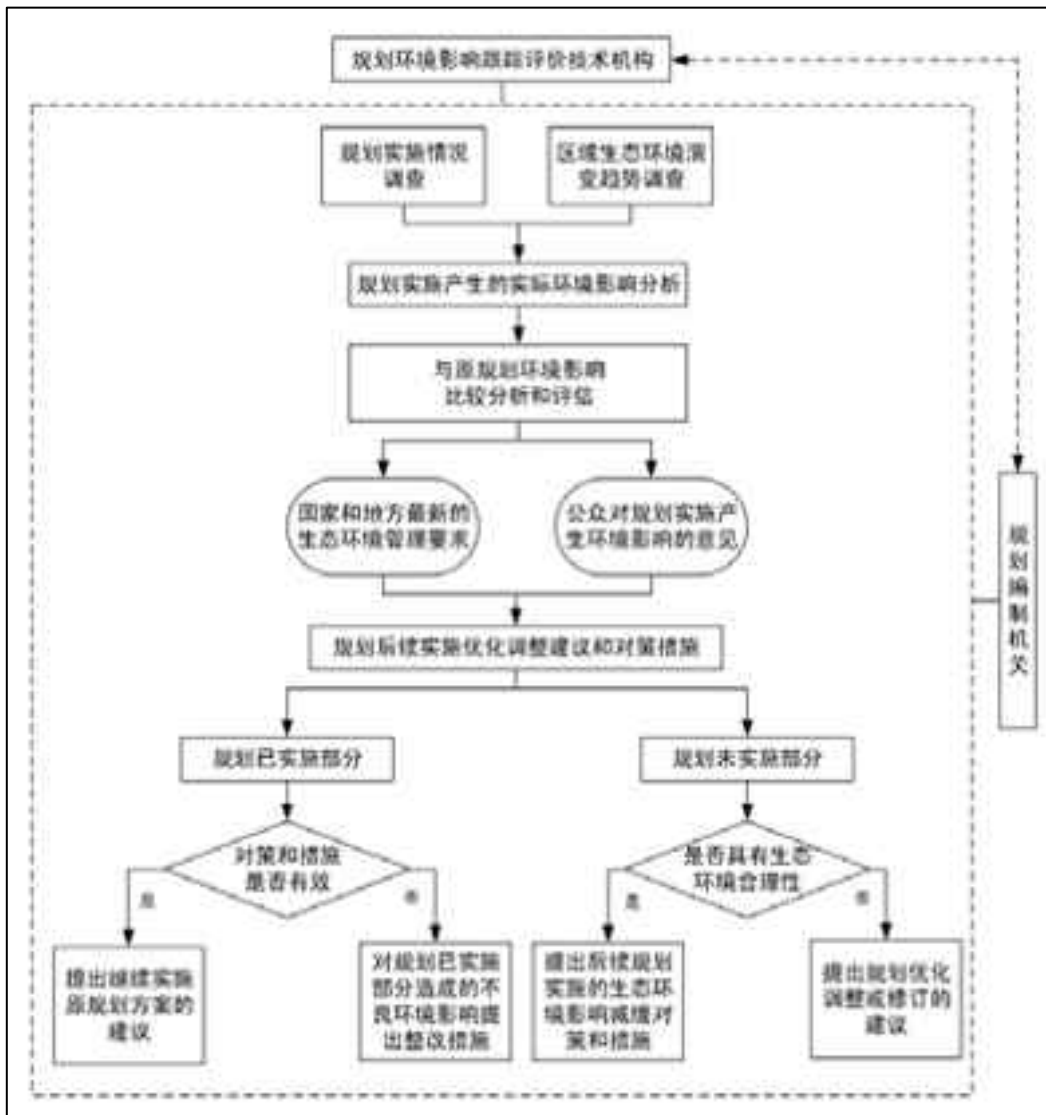 规划环境影响跟踪评价技术机构
规划实施情况
调查
区域生态环境演
变趋势调查
规划实施产生的实际环境影响分析
与原规划环境影响
比较分析和评估
国家和地方最新的
生态环境管理要求
公众对规划实施产
生环境影响的意见
规划编制机关
规划后续实施优化调整建议和对策措施
规划已实施部分
规划未实施部分
对策和措施
是否有效
是否具有生态
环境合理性
是
否
是
否
提出继续实施
原规划方案的
建议
对规划已实施
部分造成的不
良环境影响提
出整改措施
提出后续规划
实施的生态环
境影响减缓对
策和措施
提出规划优化
调整或修订的
建议